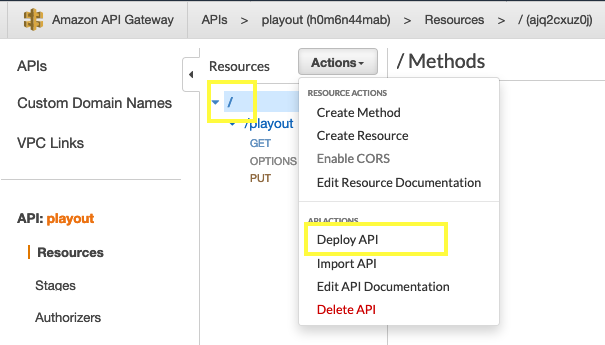 Amazon API Gateway APIs > playout (h0m6n44mab) > Resources > / (ajq2cxuz0j)
APIs
Custom Domain Names
VPC Links
API: playout
Resources
Stages
Authorizers
Resources
Actions
/
/playout
GET
OPTIONS
PUT
RESOURCE ACTIONS
Create Method
Create Resource
Enable CORS
Edit Resource Documentation
API ACTIONS
Deploy API
Import API
Edit API Documentation
Delete API
/ Methods